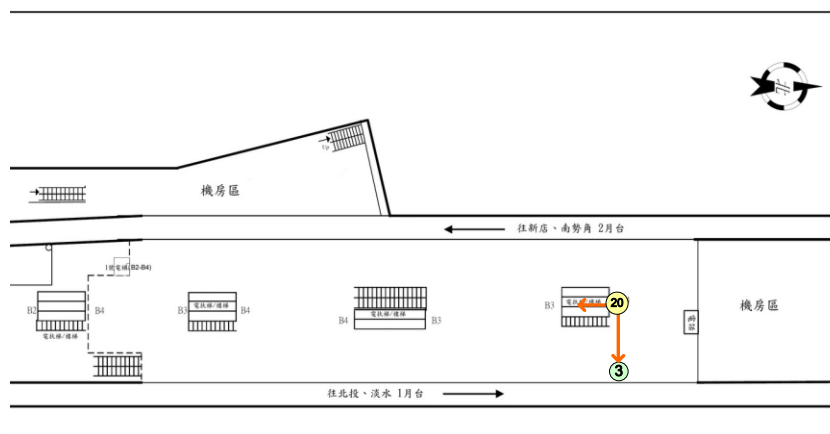 北
Up
機房區
往新店、南勢角 2月台
1號電梯(B2-B4)
B2
電扶梯/樓梯
B4
B3
電扶梯/樓梯
B4
B4
電扶梯/樓梯
B3
B3
電扶梯/樓梯
20
機房區
3
往北投、淡水 1月台